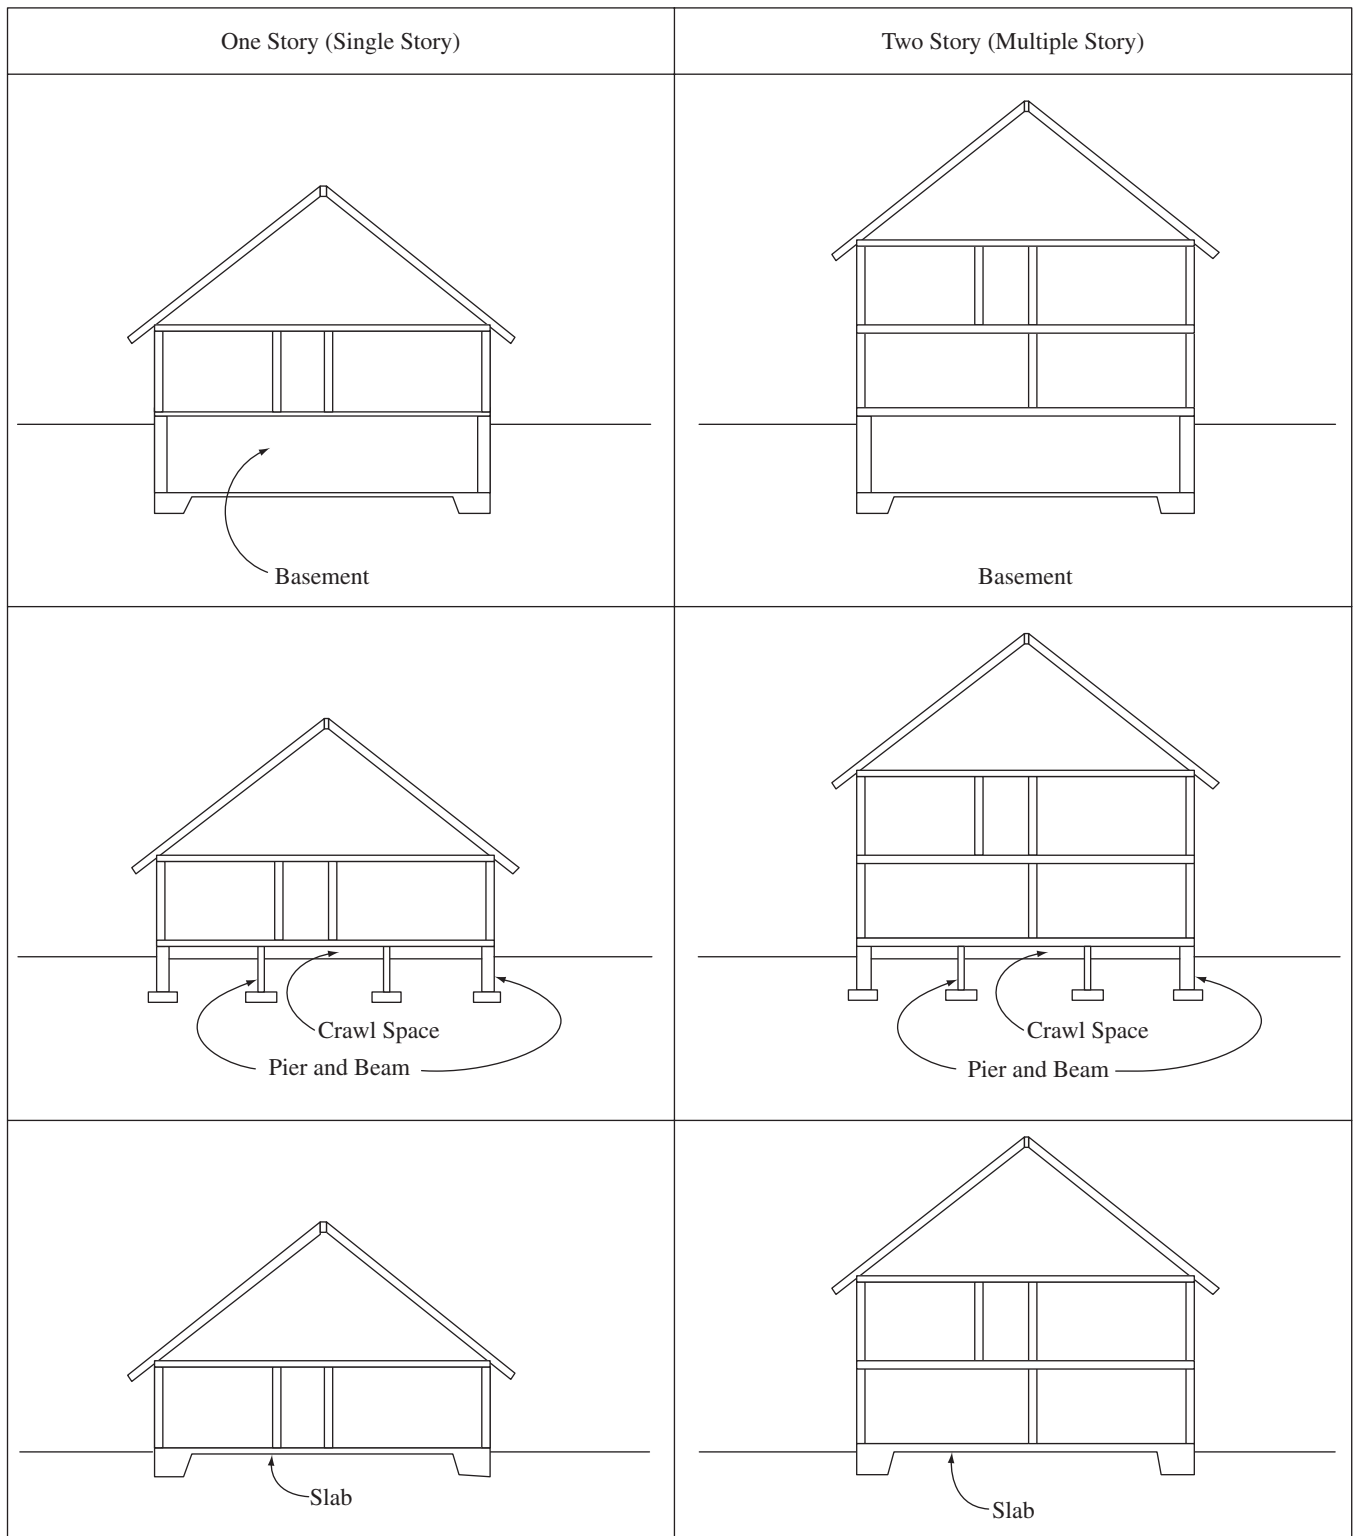 One Story (Single Story)
Two Story (Multiple Story)
Basement
Basement
Crawl Space
Pier and Beam
Crawl Space
Pier and Beam
Slab
Slab